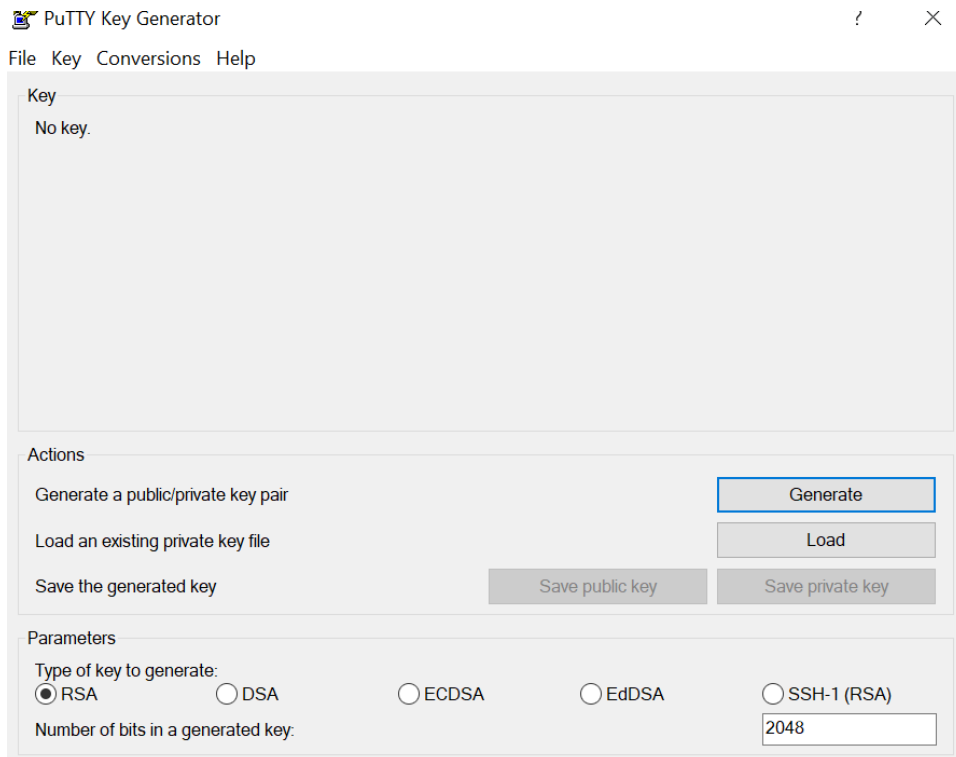 PuTTY Key Generator ?
File Key Conversions Help
Key
No key.
Actions
Generate a public/private key pair Generate
Load an existing private key file Load
Save the generated key Save public key Save private key
Parameters
Type of key to generate:
RSA DSA ECDSA EdDSA SSH-1 (RSA)
Number of bits in a generated key: 2048